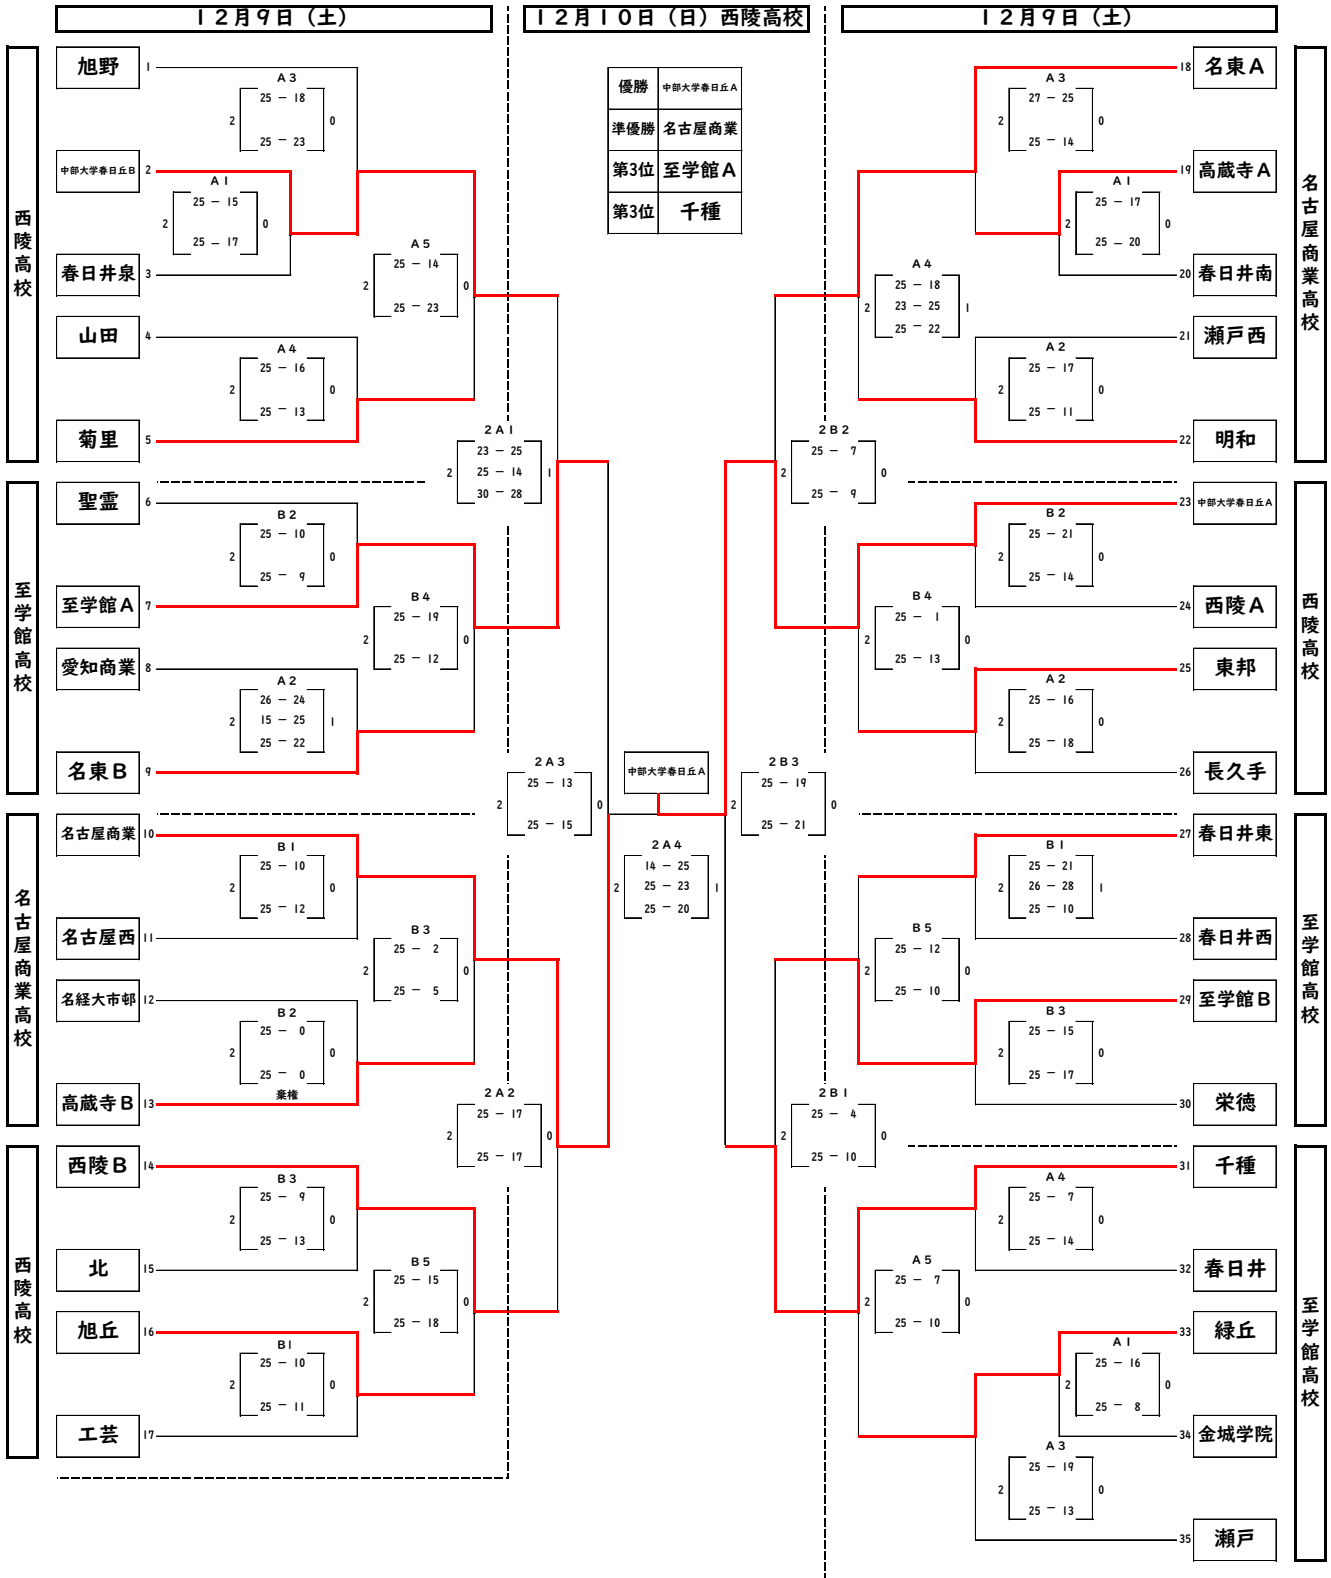 12月9日（土）
12月10日（日）西陵高校
12月9日（土）
優勝 中部大学春日丘A
準優勝 名古屋商業
第3位 至学館A
第3位 千種
西陵高校
旭野 1
A3
25 － 18
2 0
25 － 23
中部大学春日丘B 2
A1
25 － 15
2 0
25 － 17
春日井泉 3
A5
25 － 14
2 0
25 － 23
山田 4
A4
25 － 16
2 0
25 － 13
菊里 5
2A1
23 － 25
2 25 － 14 1
30 － 28
至学館高校
聖霊 6
B2
25 － 10
2 0
25 － 9
至学館A 7
B4
25 － 19
2 0
25 － 12
愛知商業 8
A2
26 － 24
2 15 － 25 1
25 － 22
名東B 9
2A3
25 － 13
2 0
25 － 15
名古屋商業高校
名古屋商業 10
B1
25 － 10
2 0
25 － 12
名古屋西 11
B3
25 － 2
2 0
25 － 5
名経大市邨 12
B2
25 － 0
2 0
25 － 0
棄権
高蔵寺B 13
2A2
25 － 17
2 0
25 － 17
西陵高校
西陵B 14
B3
25 － 9
2 0
25 － 13
北 15
B5
25 － 15
2 0
25 － 18
旭丘 16
B1
25 － 10
2 0
25 － 11
工芸 17
中部大学春日丘A
2A4
14 － 25
2 25 － 23 1
25 － 20
名古屋商業高校
18 名東A
A3
27 － 25
2 0
25 － 14
19 高蔵寺A
A1
25 － 17
2 0
25 － 20
20 春日井南
A4
25 － 18
2 23 － 25 1
25 － 22
21 瀬戸西
A2
25 － 17
2 0
25 － 11
22 明和
2B2
25 － 7
2 0
25 － 9
西陵高校
23 中部大学春日丘A
B2
25 － 21
2 0
25 － 14
24 西陵A
B4
25 － 1
2 0
25 － 13
25 東邦
A2
25 － 16
2 0
25 － 18
26 長久手
2B3
25 － 19
2 0
25 － 21
至学館高校
27 春日井東
B1
25 － 21
2 26 － 28 1
25 － 10
28 春日井西
B5
25 － 12
2 0
25 － 10
29 至学館B
B3
25 － 15
2 0
25 － 17
30 栄徳
2B1
25 － 4
2 0
25 － 10
至学館高校
31 千種
A4
25 － 7
2 0
25 － 14
32 春日井
A5
25 － 7
2 0
25 － 10
33 緑丘
A1
25 － 16
2 0
25 － 8
34 金城学院
A3
25 － 19
2 0
25 － 13
35 瀬戸